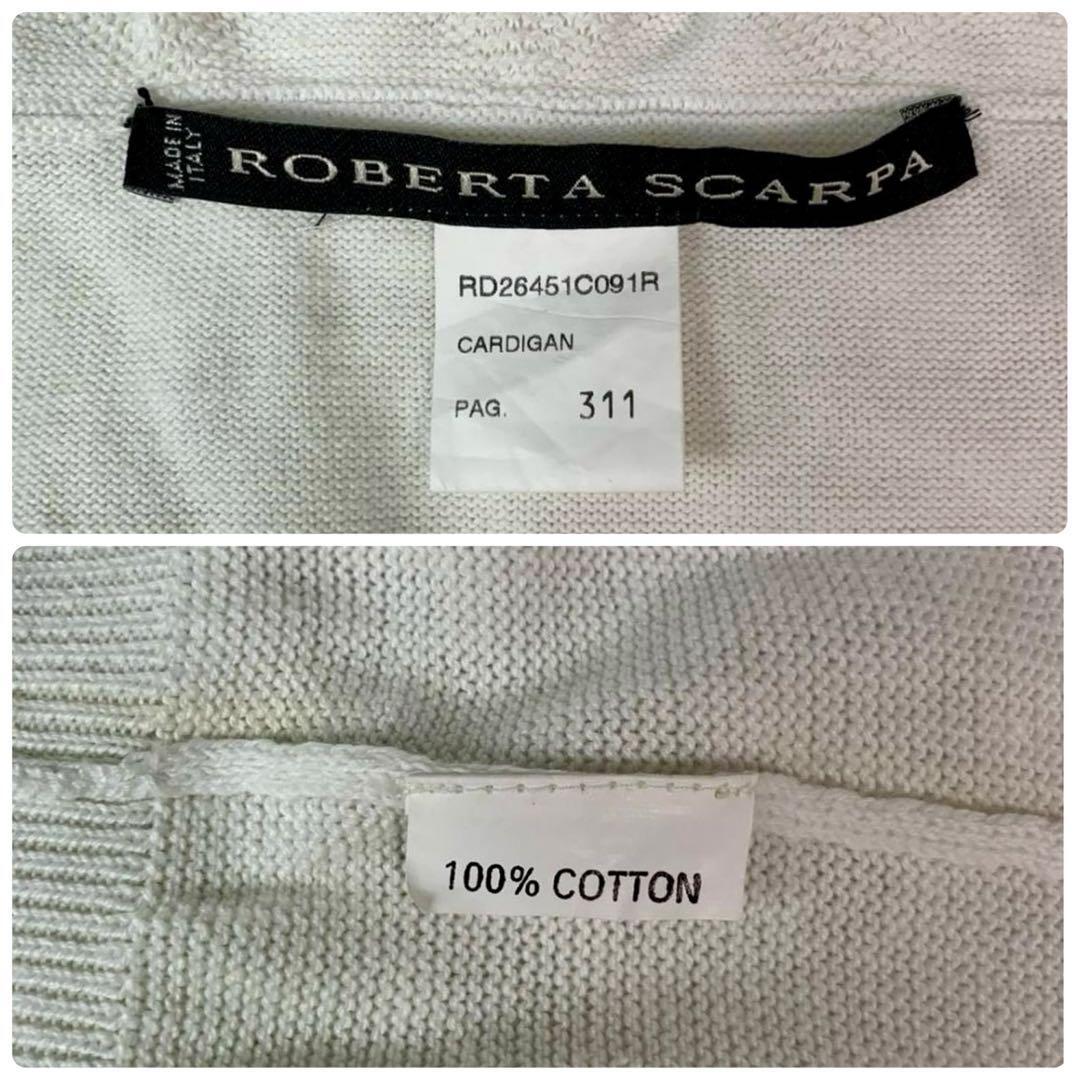 MADE IN
ITALY
ROBERTA SCARPA
RD26451C091R
CARDIGAN
PAG. 311
100% COTTON